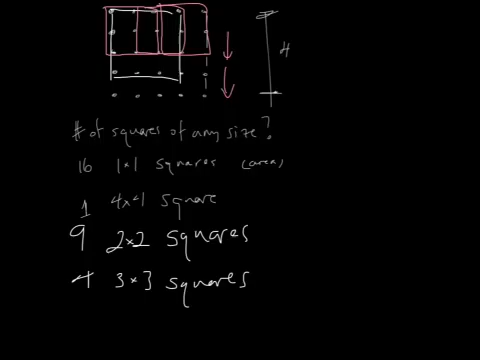 4
# of squares of any size?
16 1×1 squares (area)
1 4×4 square
9 2×2 squares
4 3×3 squares